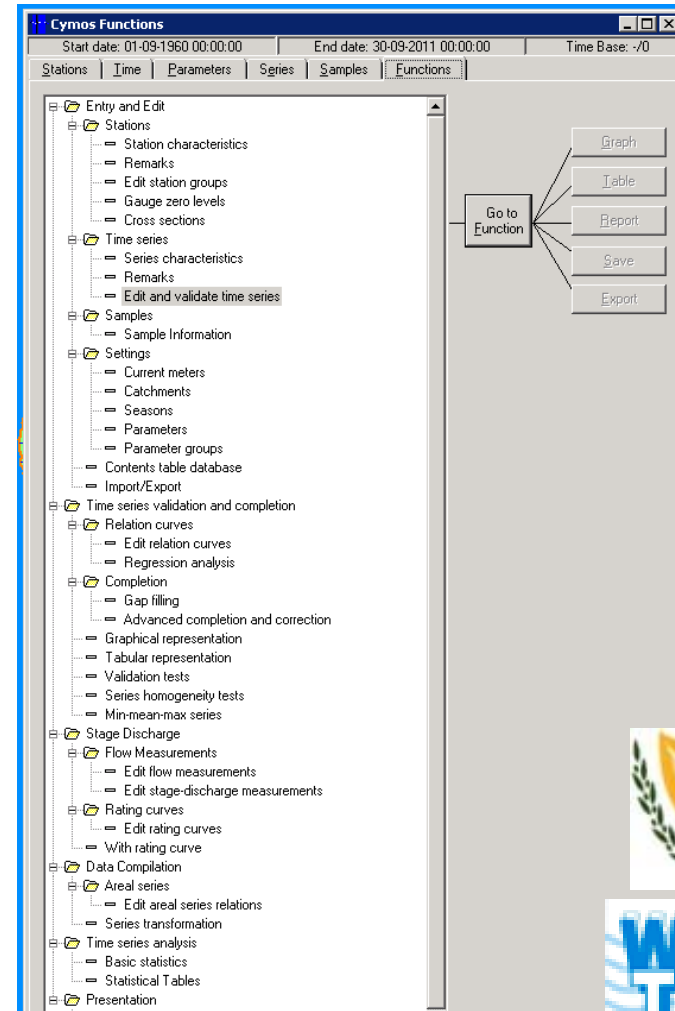 Cymos Functions
Start date: 01-09-1960 00:00:00 End date: 30-09-2011 00:00:00 Time Base: -/0
Stations Time Parameters Series Samples Functions
Entry and Edit
Stations
Station characteristics
Remarks
Edit station groups
Gauge zero levels
Cross sections
Time series
Series characteristics
Remarks
Edit and validate time series
Samples
Sample Information
Settings
Current meters
Catchments
Seasons
Parameters
Parameter groups
Contents table database
Import/Export
Time series validation and completion
Relation curves
Edit relation curves
Regression analysis
Completion
Gap filling
Advanced completion and correction
Graphical representation
Tabular representation
Validation tests
Series homogeneity tests
Min-mean-max series
Stage Discharge
Flow Measurements
Edit flow measurements
Edit stage-discharge measurements
Rating curves
Edit rating curves
With rating curve
Data Compilation
Areal series
Edit areal series relations
Series transformation
Time series analysis
Basic statistics
Statistical Tables
Presentation
Go to
Function
Graph
Table
Report
Save
Export